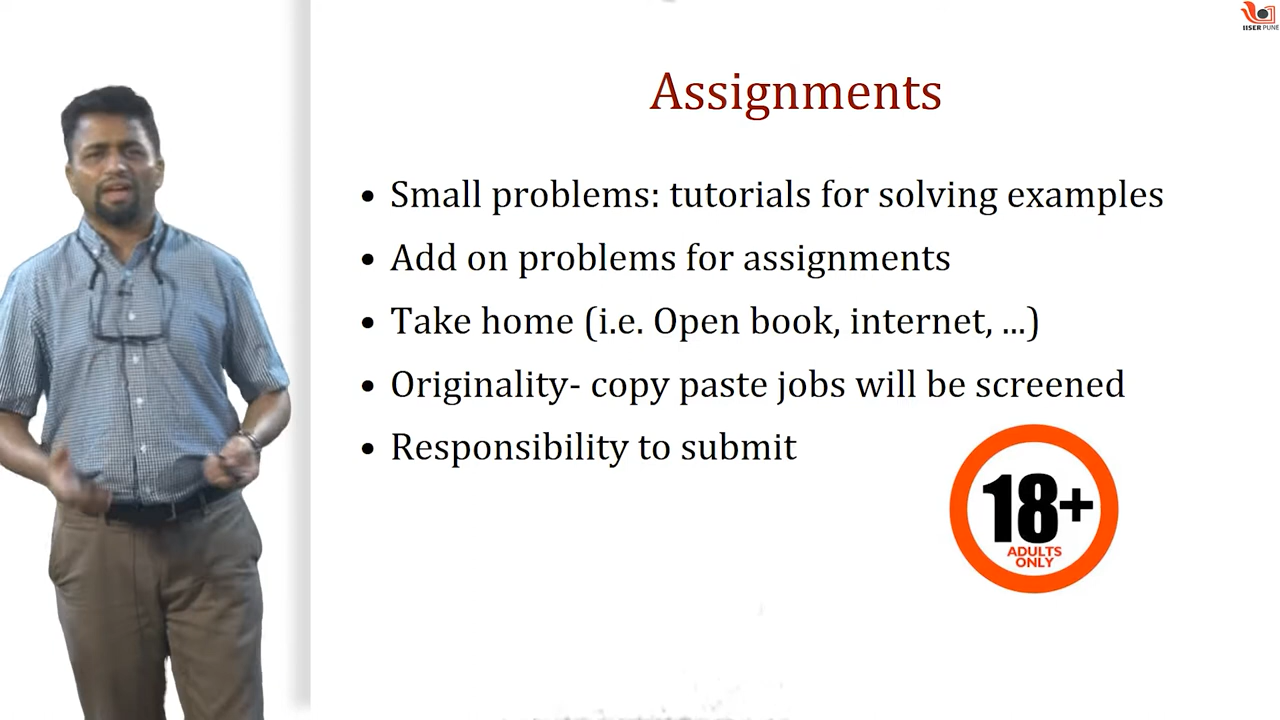 IISER PUNE
Assignments
• Small problems: tutorials for solving examples
• Add on problems for assignments
• Take home (i.e. Open book, internet, ...)
• Originality- copy paste jobs will be screened
• Responsibility to submit
18+
ADULTS
ONLY